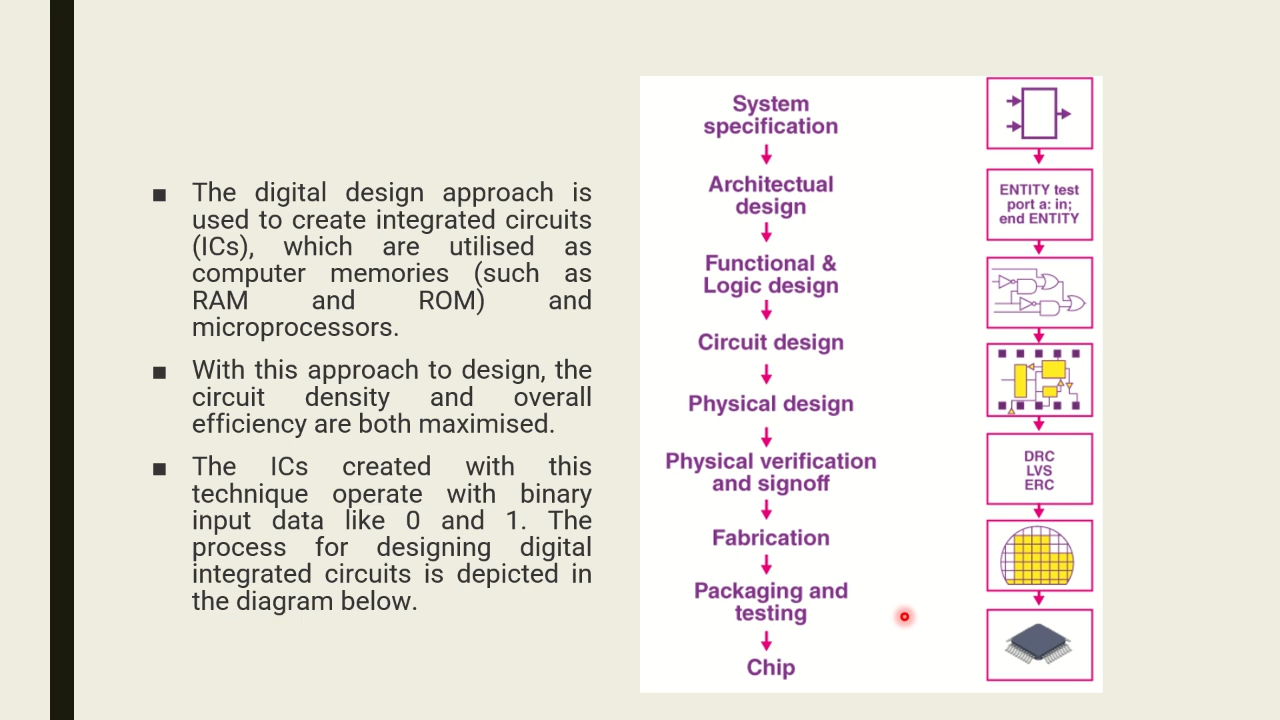 ■ The digital design approach is
used to create integrated circuits
(ICs), which are utilised as
computer memories (such as
RAM and ROM) and
microprocessors.
■ With this approach to design, the
circuit density and overall
efficiency are both maximised.
■ The ICs created with this
technique operate with binary
input data like 0 and 1. The
process for designing digital
integrated circuits is depicted in
the diagram below.
System
specification
Architectual
design
Functional &
Logic design
Circuit design
Physical design
Physical verification
and signoff
Fabrication
Packaging and
testing
Chip
ENTITY test
port a: in;
end ENTITY
DRC
LVS
ERC